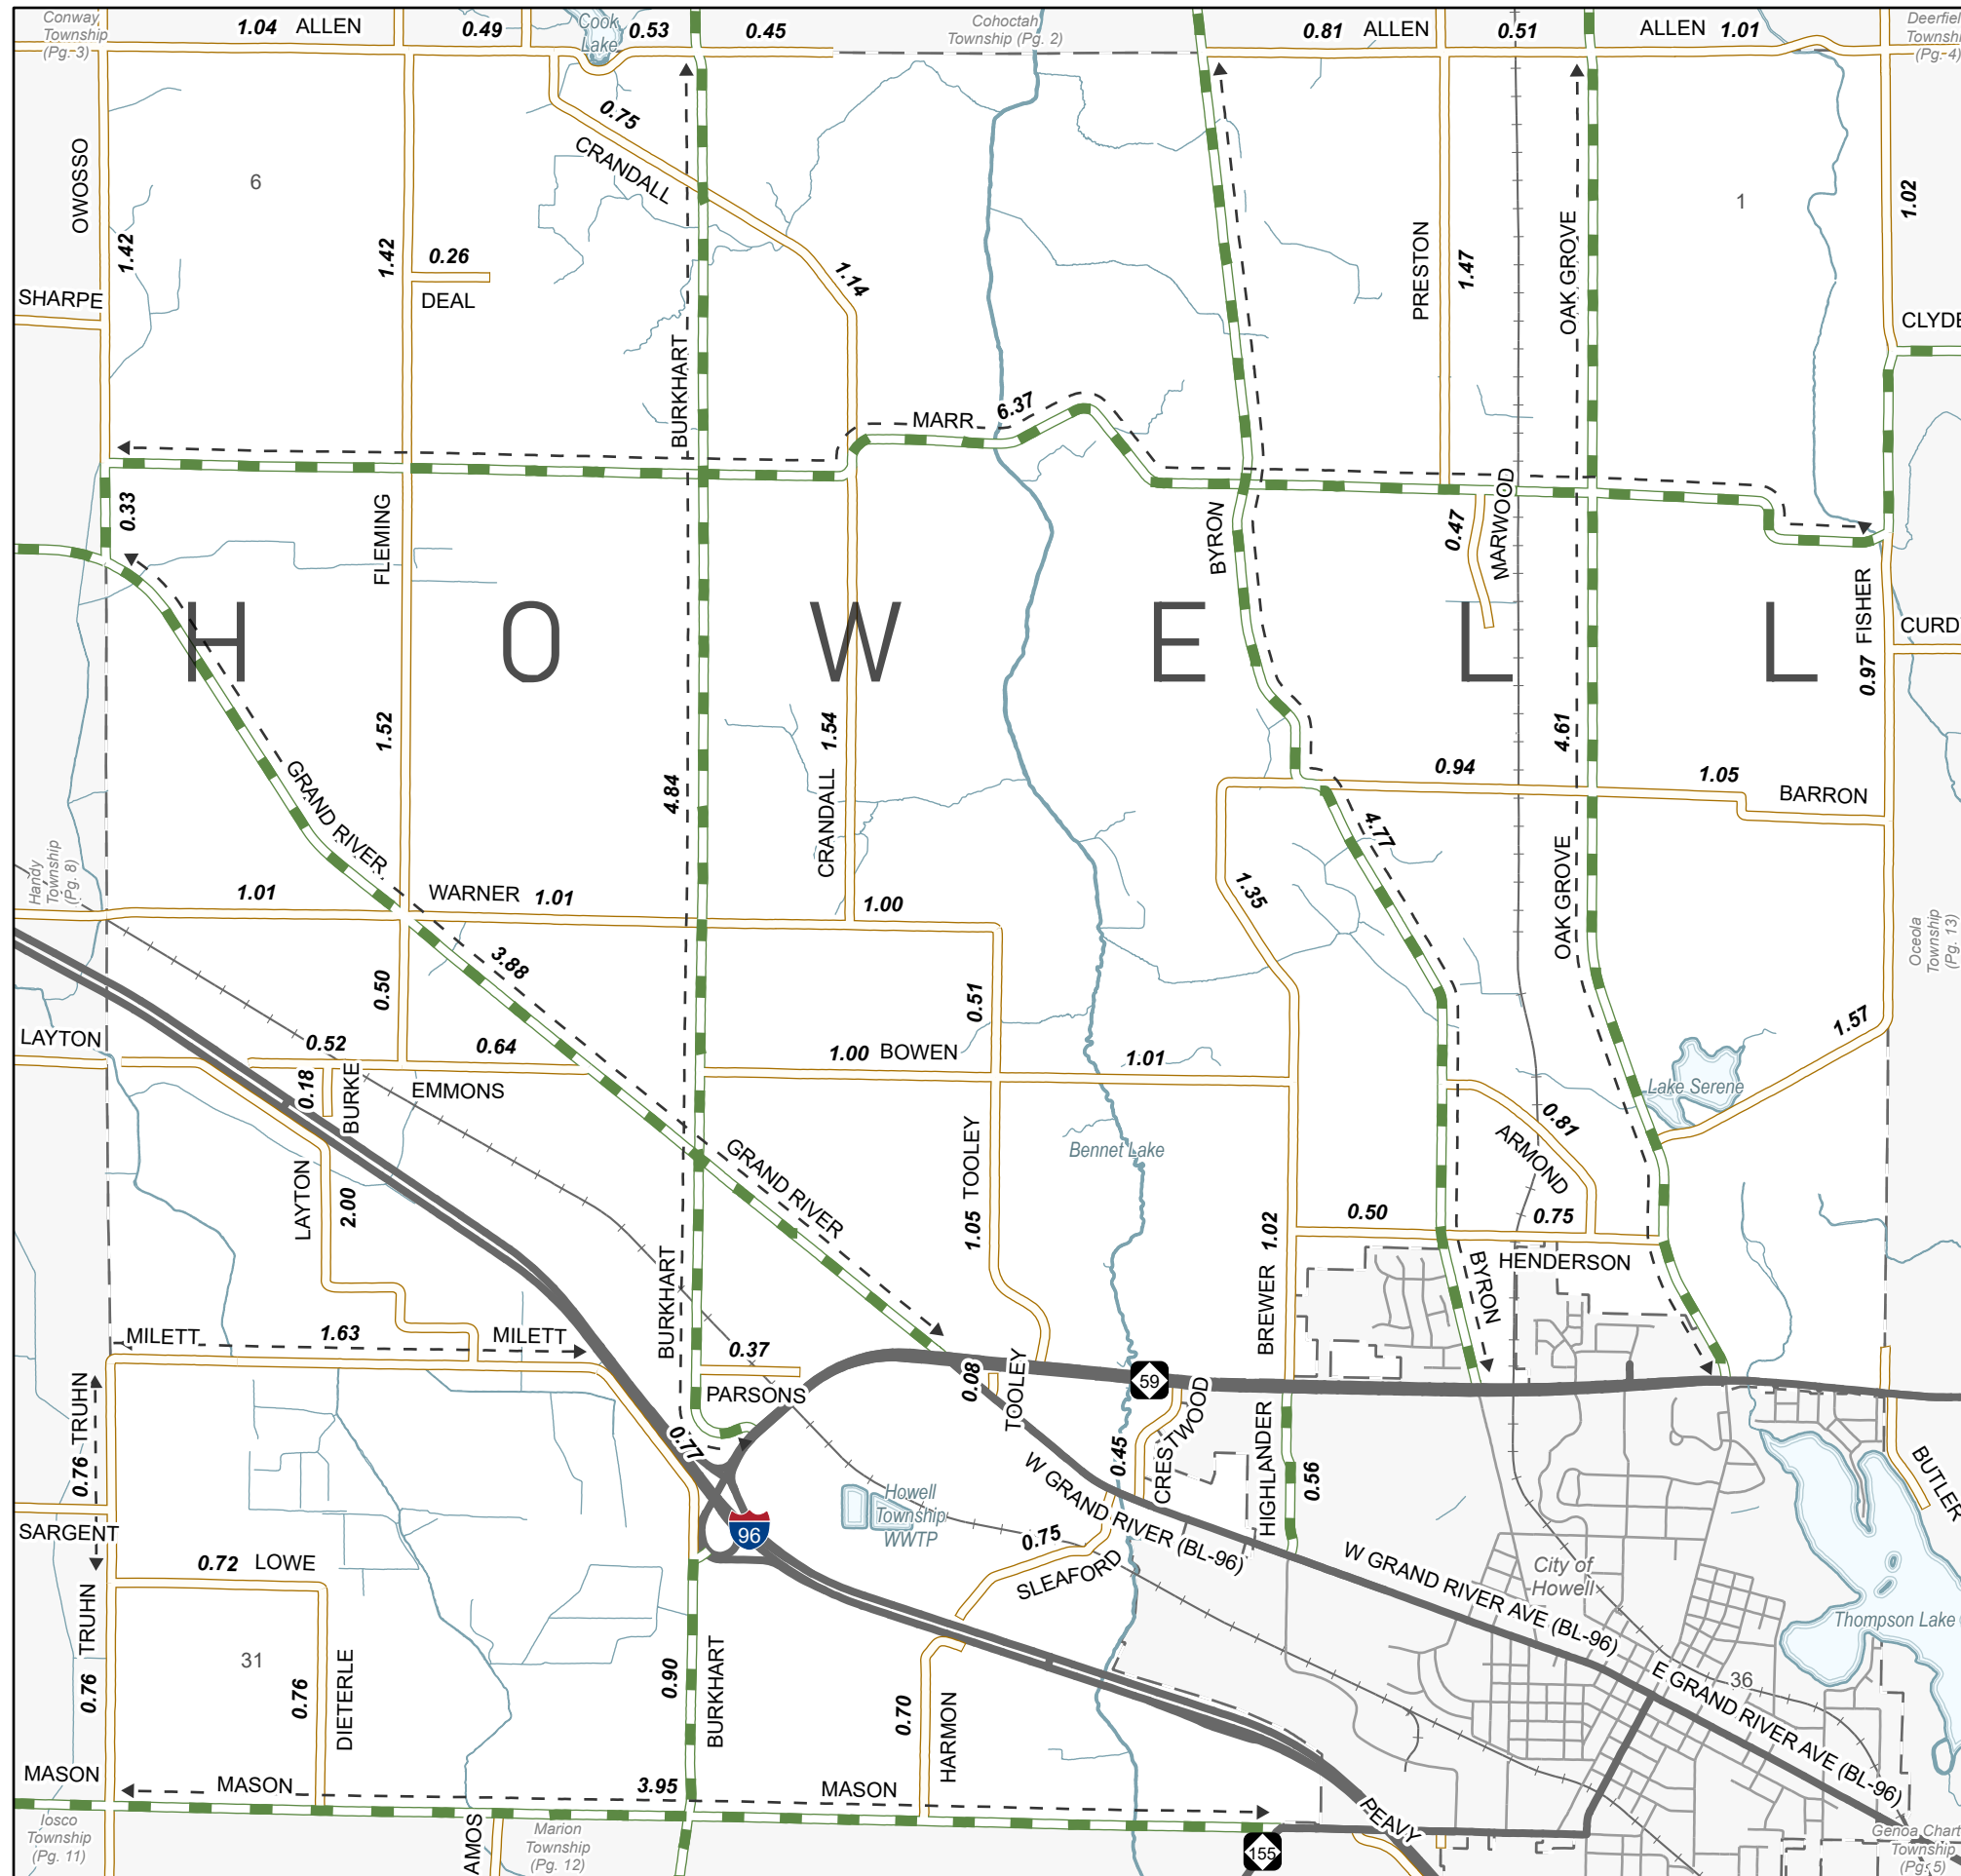 Conway
Township
(Pg. 3)
1.04 ALLEN
0.49
Cook
Lake
0.53
0.45
Cohoctah
Township (Pg. 2)
0.81 ALLEN
0.51
ALLEN 1.01
(Pg. 4)
OWOSSO
6
0.75
CRANDALL
1
1.02
1.42
1.42
0.26
DEAL
SHARPE
1.14
PRESTON
1.47
OAK GROVE
BURKHART
MARR
6.37
0.33
FLEMING
BYRON
0.47
MARWOOD
FISHER
0.97
H O W E L L
1.52
4.84
1.54
CRANDALL
4.61
0.94
1.05
BARRON
GRAND RIVER
4.77
OAK GROVE
Handy
Township
(Pg. 8)
1.01
WARNER 1.01
1.00
1.35
Oceola
Township
(Pg. 13)
3.88
0.50
0.51
LAYTON
0.52
0.64
1.00 BOWEN
1.01
1.57
0.18
BURKE
EMMONS
Lake Serene
0.81
ARMOND
Bennet Lake
GRAND RIVER
LAYTON
2.00
1.05 TOOLEY
BREWER 1.02
0.50
0.75
HENDERSON
BYRON
BURKHART
MILETT
1.63
MILETT
0.37
PARSONS
0.08
TOOLEY
59
CRESTWOOD
0.45
HIGHLANDER
0.56
TRUHN
0.76
0.77
W GRAND RIVER (BL-96)
BUTLER
SARGENT
96
Howell
Township
WWTP
0.75
SLEAFORD
0.72 LOWE
W GRAND RIVER AVE (BL-96)
City of
Howell
Thompson Lake
TRUHN
0.76
31
0.76
DIETERLE
0.90
BURKHART
0.70
HARMON
36
E GRAND RIVER AVE (BL-96)
MASON
MASON
3.95
MASON
PEAVY
Iosco
Township
(Pg. 11)
AMOS
Marion
Township
(Pg. 12)
155
Township
(Pg. 5)